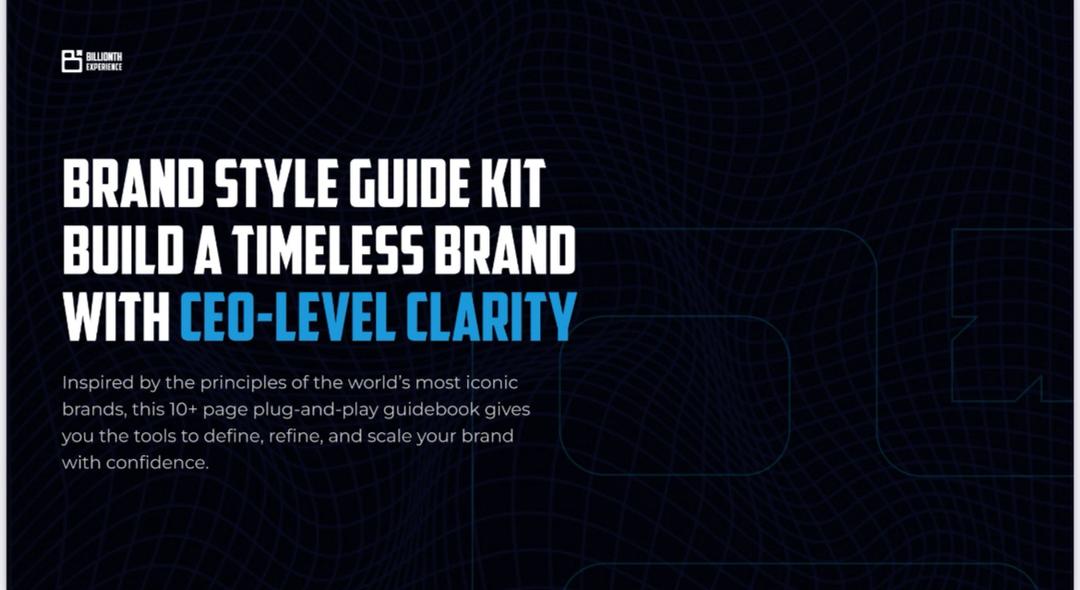 BILLIONTH
EXPERIENCE
BRAND STYLE GUIDE KIT
BUILD A TIMELESS BRAND
WITH CEO-LEVEL CLARITY
Inspired by the principles of the world's most iconic
brands, this 10+ page plug-and-play guidebook gives
you the tools to define, refine, and scale your brand
with confidence.